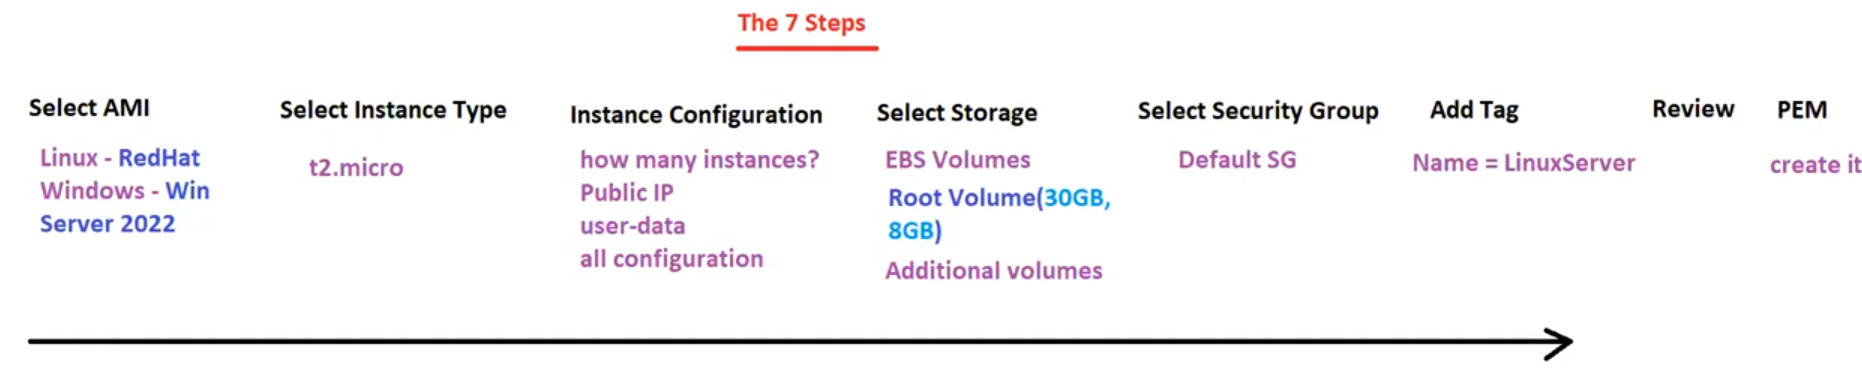 The 7 Steps
Select AMI
Linux - RedHat
Windows - Win
Server 2022
Select Instance Type
t2.micro
Instance Configuration
how many instances?
Public IP
user-data
all configuration
Select Storage
EBS Volumes
Root Volume(30GB,
8GB)
Additional volumes
Select Security Group
Default SG
Add Tag
Name = LinuxServer
Review
PEM
create it